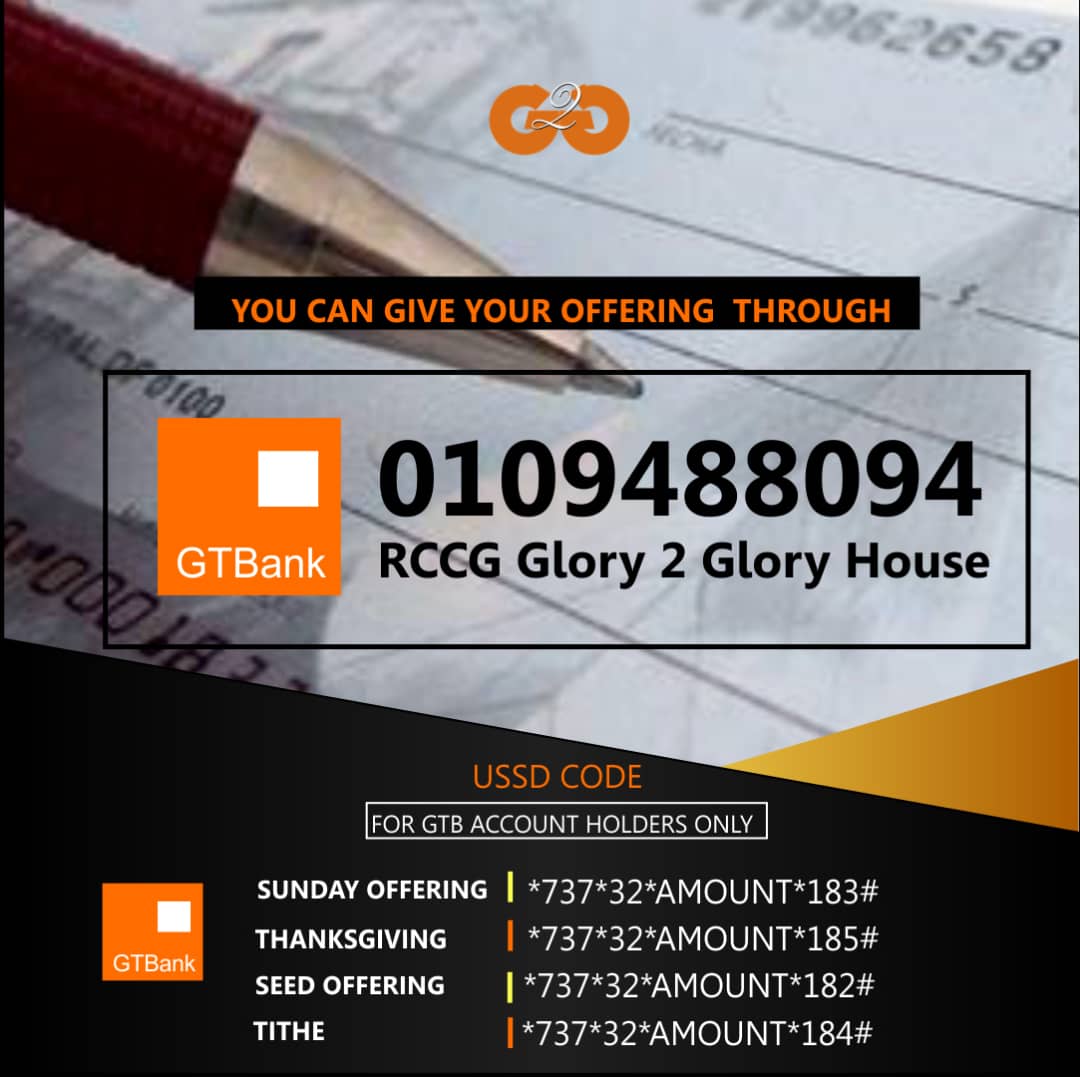 G2G
YOU CAN GIVE YOUR OFFERING THROUGH
0109488094
GTBank
RCCG Glory 2 Glory House
USSD CODE
FOR GTB ACCOUNT HOLDERS ONLY
SUNDAY OFFERING *737*32*AMOUNT*183#
THANKSGIVING *737*32*AMOUNT*185#
GTBank
SEED OFFERING *737*32*AMOUNT*182#
TITHE *737*32*AMOUNT*184#